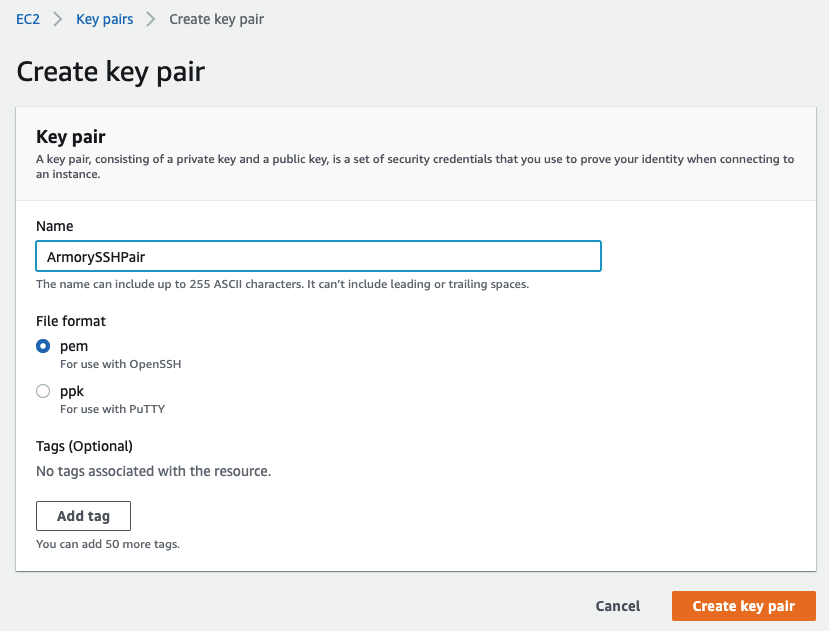 EC2 > Key pairs > Create key pair
Create key pair
Key pair
A key pair, consisting of a private key and a public key, is a set of security credentials that you use to prove your identity when connecting to
an instance.
Name
ArmorySSHPair
The name can include up to 255 ASCII characters. It can't include leading or trailing spaces.
File format
pem
For use with OpenSSH
ppk
For use with PuTTY
Tags (Optional)
No tags associated with the resource.
Add tag
You can add 50 more tags.
Cancel Create key pair